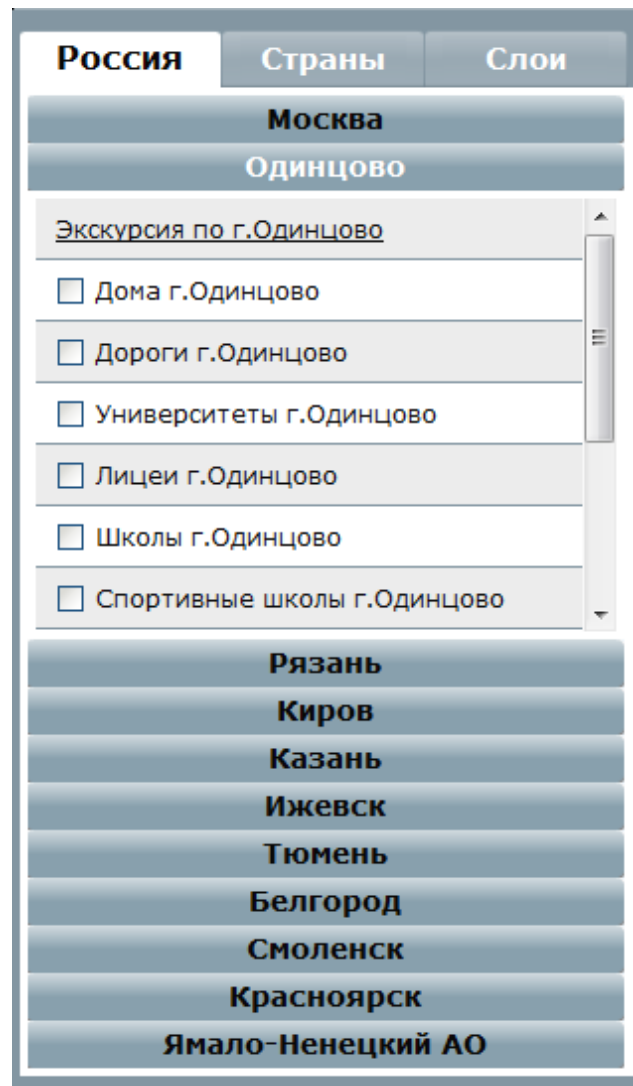 Россия Страны Слои
Москва
Одинцово
Экскурсия по г.Одинцово
Дома г.Одинцово
Дороги г.Одинцово
Университеты г.Одинцово
Лицеи г.Одинцово
Школы г.Одинцово
Спортивные школы г.Одинцово
Рязань
Киров
Казань
Ижевск
Тюмень
Белгород
Смоленск
Красноярск
Ямало-Ненецкий АО